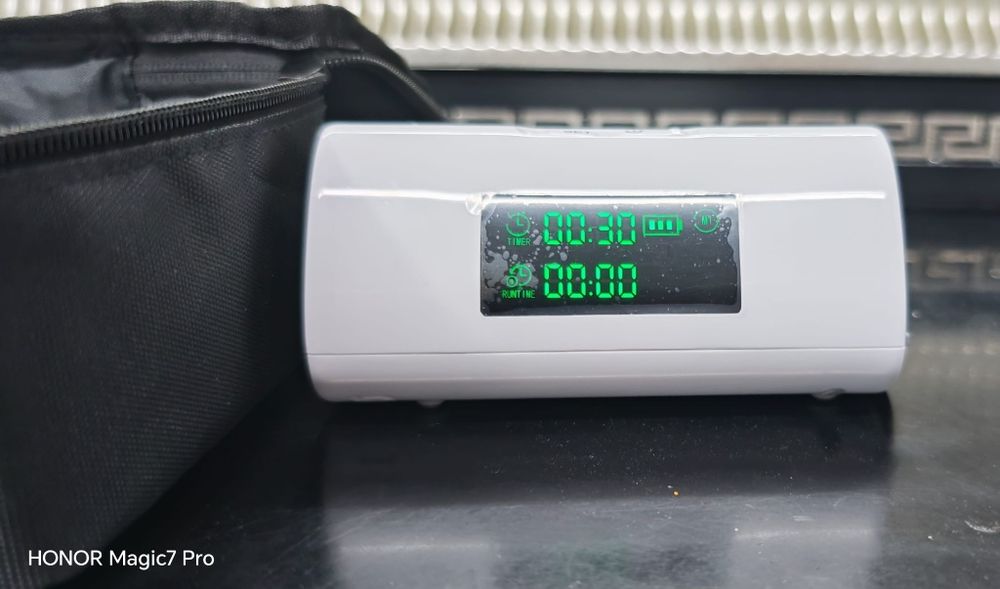 00:30
TIMER
00:00
RUNTIME
HONOR Magic7 Pro